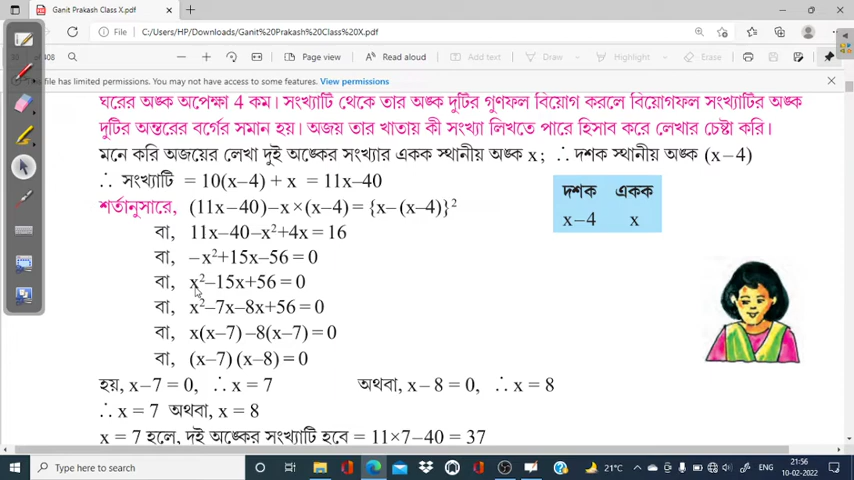 Ganit Prakash Class X.pdf
File | C:/Users/HP/Downloads/Ganit%20Prakash%20Class%20X.pdf
of 408
Page view
Read aloud
Add text
Draw
Highlight
Erase
file has limited permissions. You may not have access to some features. View permissions
ঘরের অঙ্ক অপেক্ষা 4 কম। সংখ্যাটি থেকে তার অঙ্ক দুটির গুণফল বিয়োগ করলে বিয়োগফল সংখ্যাটির অঙ্ক
দুটির অন্তরের বর্গের সমান হয়। অজয় তার খাতায় কী সংখ্যা লিখতে পারে হিসাব করে লেখার চেষ্টা করি।
মনে করি অজয়ের লেখা দুই অঙ্কের সংখ্যার একক স্থানীয় অঙ্ক x; ∴ দশক স্থানীয় অঙ্ক (x–4)
∴ সংখ্যাটি = 10(x–4) + x = 11x–40
দশক একক
x–4 x
শর্তানুসারে, (11x–40)–x×(x–4) = {x–(x–4)}²
বা, 11x–40–x²+4x = 16
বা, –x²+15x–56 = 0
বা, x²–15x+56 = 0
বা, x²–7x–8x+56 = 0
বা, x(x–7) –8(x–7) = 0
বা, (x–7) (x–8) = 0
হয়, x–7 = 0, ∴ x = 7 অথবা, x – 8 = 0, ∴ x = 8
∴ x = 7 অথবা, x = 8
x = 7 হলে, দুই অঙ্কের সংখ্যাটি হবে = 11×7–40 = 37
Type here to search
21°C
ENG
21:56
10-02-2022